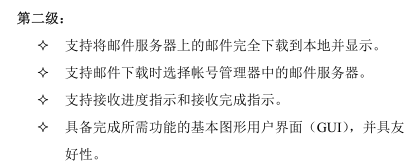 第二级：
✧ 支持将邮件服务器上的邮件完全下载到本地并显示。
✧ 支持邮件下载时选择帐号管理器中的邮件服务器。
✧ 支持接收进度指示和接收完成指示。
✧ 具备完成所需功能的基本图形用户界面（GUI），并具友
好性。